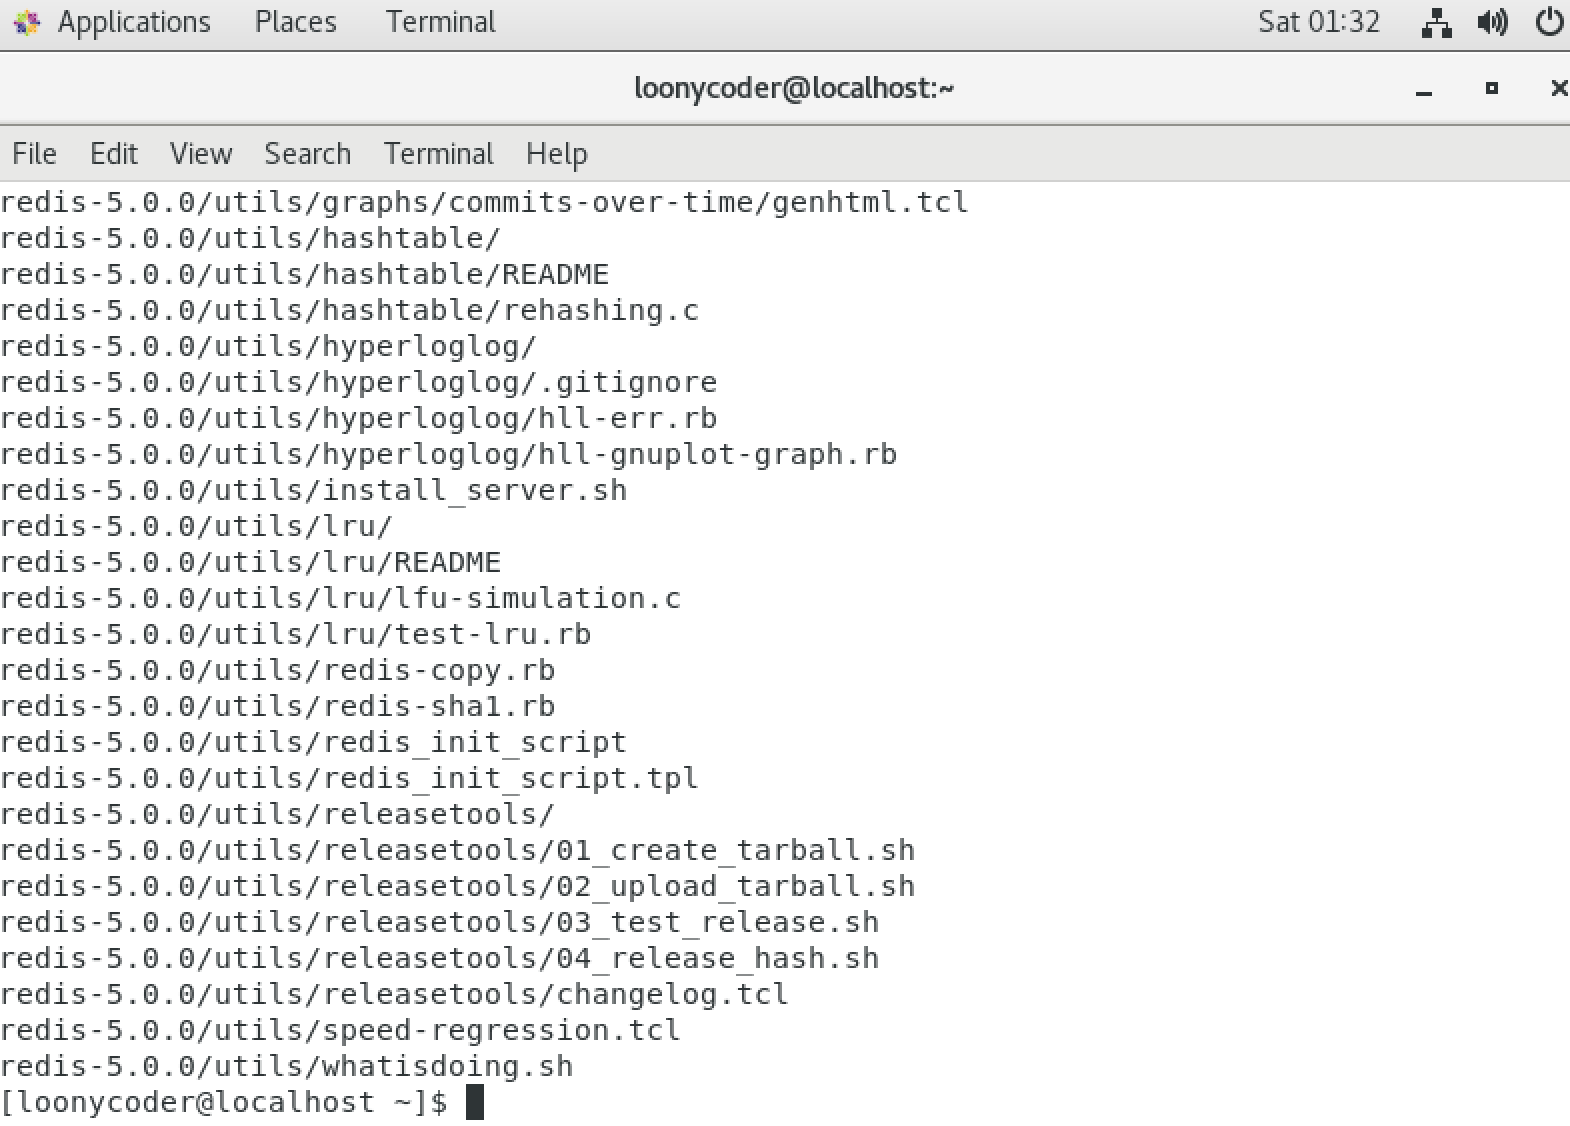 Applications Places Terminal Sat 01:32
loonycoder@localhost:~
File Edit View Search Terminal Help
redis-5.0.0/utils/graphs/commits-over-time/genhtml.tcl
redis-5.0.0/utils/hashtable/
redis-5.0.0/utils/hashtable/README
redis-5.0.0/utils/hashtable/rehashing.c
redis-5.0.0/utils/hyperloglog/
redis-5.0.0/utils/hyperloglog/.gitignore
redis-5.0.0/utils/hyperloglog/hll-err.rb
redis-5.0.0/utils/hyperloglog/hll-gnuplot-graph.rb
redis-5.0.0/utils/install_server.sh
redis-5.0.0/utils/lru/
redis-5.0.0/utils/lru/README
redis-5.0.0/utils/lru/lfu-simulation.c
redis-5.0.0/utils/lru/test-lru.rb
redis-5.0.0/utils/redis-copy.rb
redis-5.0.0/utils/redis-sha1.rb
redis-5.0.0/utils/redis_init_script
redis-5.0.0/utils/redis_init_script.tpl
redis-5.0.0/utils/releasetools/
redis-5.0.0/utils/releasetools/01_create_tarball.sh
redis-5.0.0/utils/releasetools/02_upload_tarball.sh
redis-5.0.0/utils/releasetools/03_test_release.sh
redis-5.0.0/utils/releasetools/04_release_hash.sh
redis-5.0.0/utils/releasetools/changelog.tcl
redis-5.0.0/utils/speed-regression.tcl
redis-5.0.0/utils/whatisdoing.sh
[loonycoder@localhost ~]$